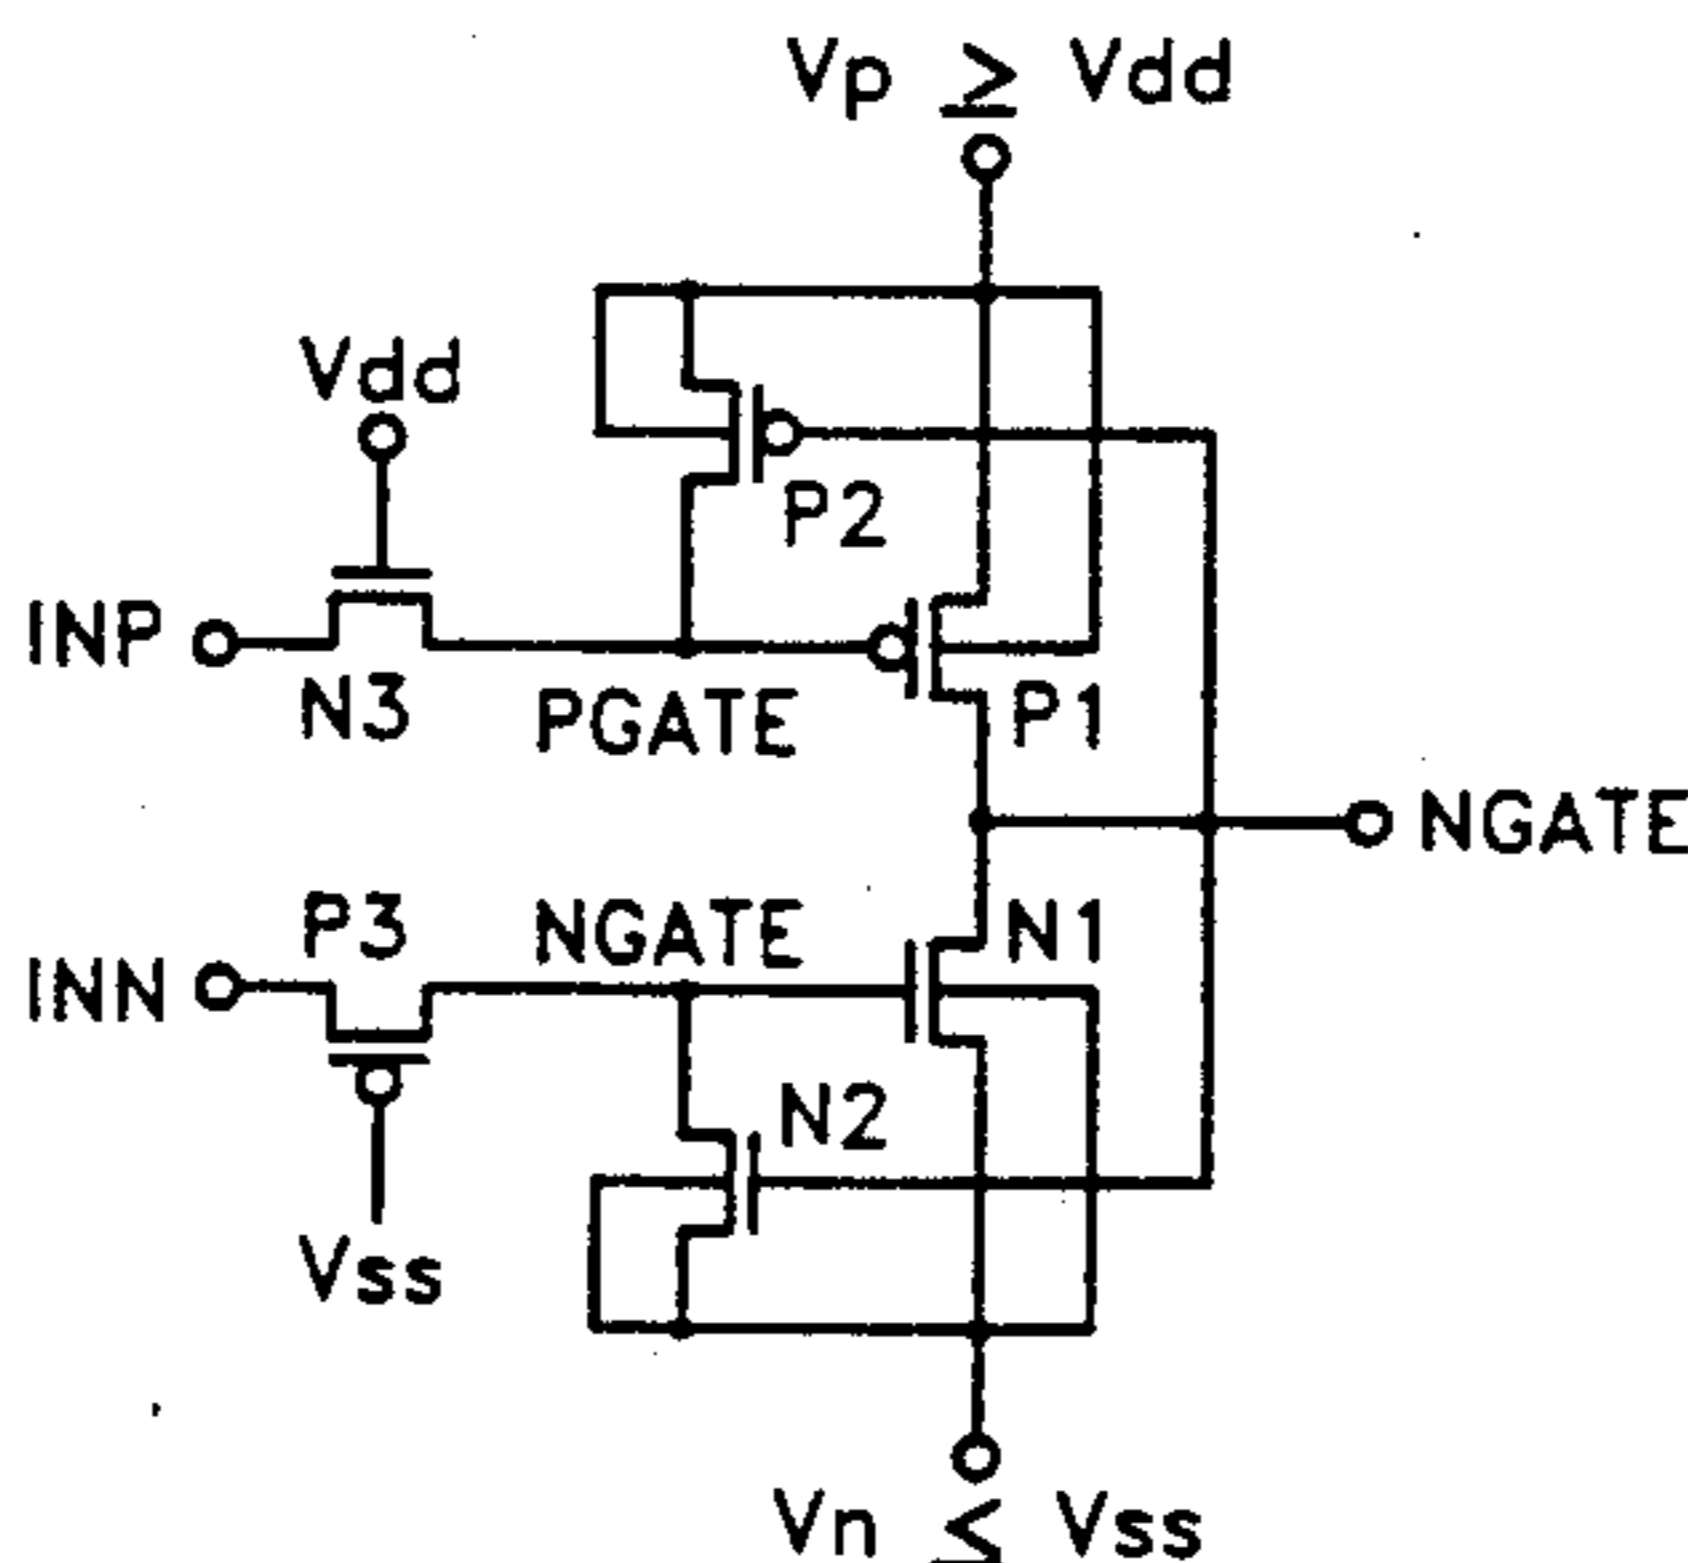 Vp ≥ Vdd
Vdd
P2
INP
N3
PGATE
P1
NGATE
P3
NGATE
N1
INN
N2
Vss
Vn ≤ Vss